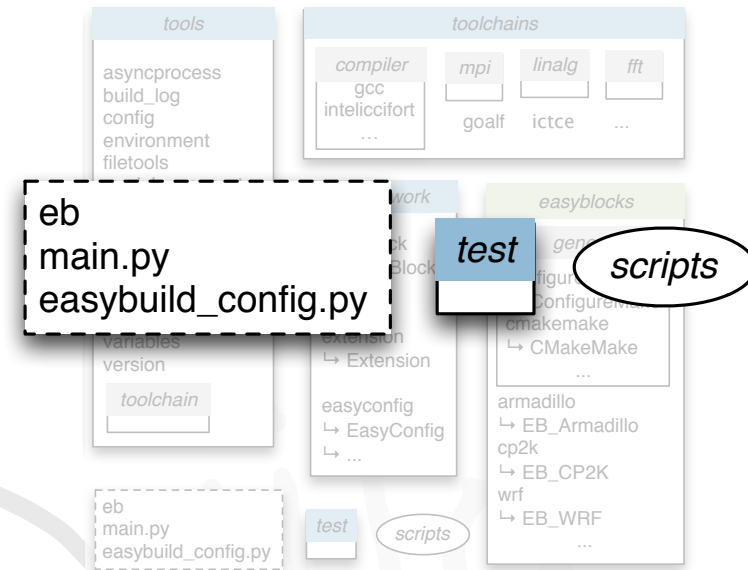 tools
asyncprocess
build_log
config
environment
filetools
variables
version
toolchain
toolchains
compiler
gcc
inteliccifort
...
mpi
linalg
fft
goalf
ictce
...
eb
main.py
easybuild_config.py
test
scripts
extension
↳ Extension
easyconfig
↳ EasyConfig
↳ ...
easyblocks
cmakemake
↳ CMakeMake
...
armadillo
↳ EB_Armadillo
cp2k
↳ EB_CP2K
wrf
↳ EB_WRF
...
eb
main.py
easybuild_config.py
test
scripts